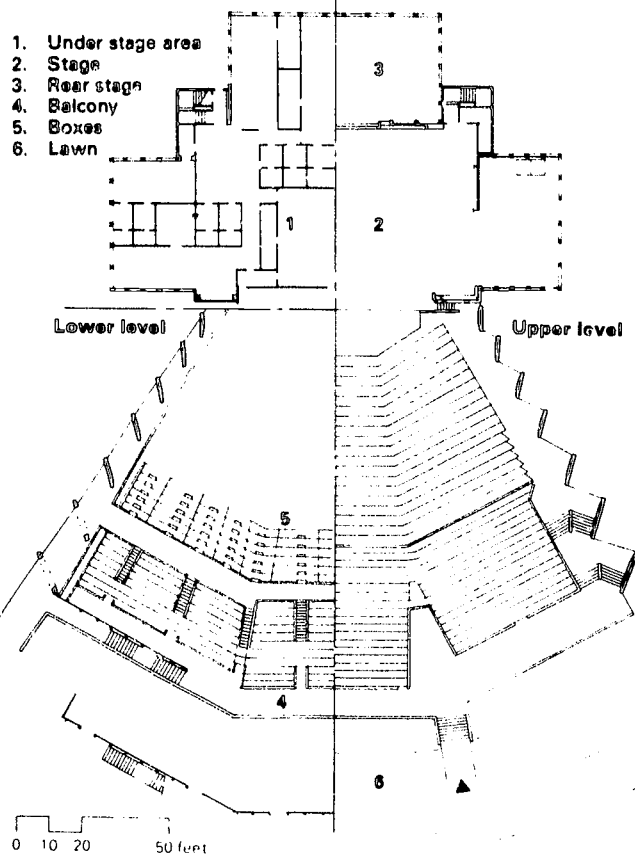 1. Under stage area
2. Stage
3. Rear stage
4. Balcony
5. Boxes
6. Lawn
3
1
2
Lower level
Upper level
5
4
6
0 10 20 50 feet